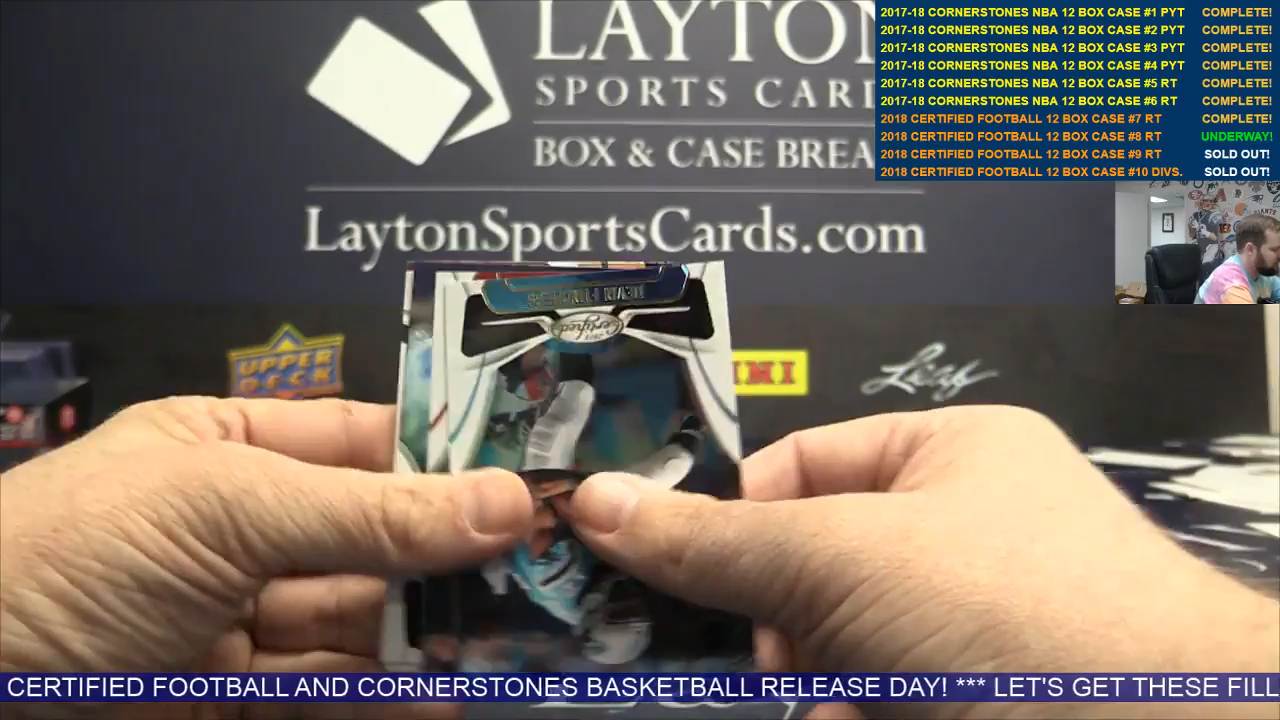 LAYTON
SPORTS CARD
BOX & CASE BREA
LaytonSportsCards.com
2017-18 CORNERSTONES NBA 12 BOX CASE #1 PYT COMPLETE!
2017-18 CORNERSTONES NBA 12 BOX CASE #2 PYT COMPLETE!
2017-18 CORNERSTONES NBA 12 BOX CASE #3 PYT COMPLETE!
2017-18 CORNERSTONES NBA 12 BOX CASE #4 PYT COMPLETE!
2017-18 CORNERSTONES NBA 12 BOX CASE #5 RT COMPLETE!
2017-18 CORNERSTONES NBA 12 BOX CASE #6 RT COMPLETE!
2018 CERTIFIED FOOTBALL 12 BOX CASE #7 RT COMPLETE!
2018 CERTIFIED FOOTBALL 12 BOX CASE #8 RT UNDERWAY!
2018 CERTIFIED FOOTBALL 12 BOX CASE #9 RT SOLD OUT!
2018 CERTIFIED FOOTBALL 12 BOX CASE #10 DIVS. SOLD OUT!
UPPER
DECK
INI
Leaf
Certified
CERTIFIED FOOTBALL AND CORNERSTONES BASKETBALL RELEASE DAY! *** LET'S GET THESE FILL